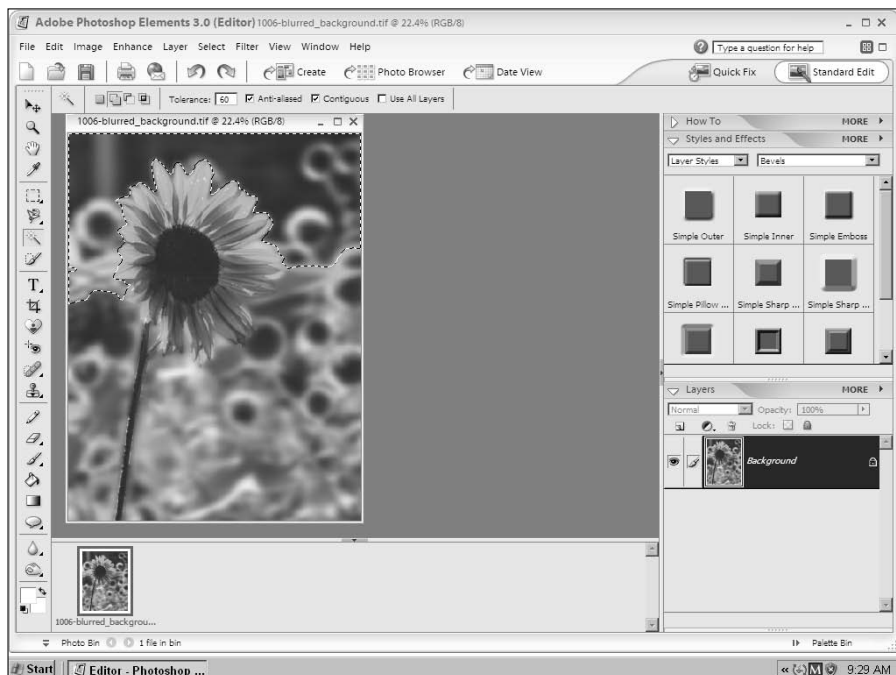 Adobe Photoshop Elements 3.0 (Editor) 1006-blurred_background.tif @ 22.4% (RGB/8)
File Edit Image Enhance Layer Select Filter View Window Help
Type a question for help
Create Photo Browser Date View
Quick Fix Standard Edit
Tolerance: 60 Anti-aliased Contiguous Use All Layers
1006-blurred_background.tif @ 22.4% (RGB/8)
How To MORE
Styles and Effects MORE
Layer Styles Bevels
Simple Outer Simple Inner Simple Emboss
Simple Pillow ... Simple Sharp ... Simple Sharp ...
Layers MORE
Normal Opacity: 100%
Lock:
Background
T
1006-blurred_backgrou...
Photo Bin 1 file in bin
Palette Bin
Start Editor - Photoshop ...
« M 9:29 AM